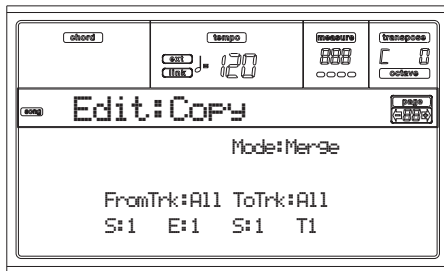 chord tempo measure transpose
ext link ♩= 120 888 C 0
octave
song Edit:Copy page
88
Mode:Merge
FromTrk:All ToTrk:All
S:1 E:1 S:1 T1